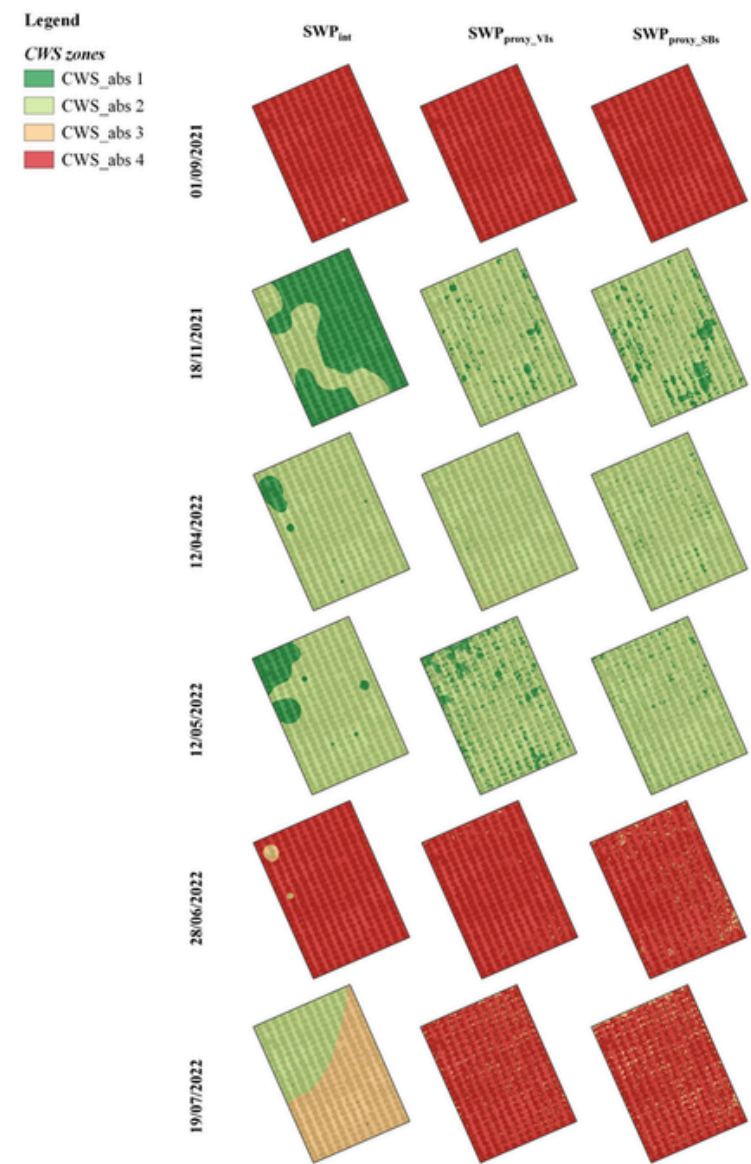 Legend
CWS zones
CWS_abs 1
CWS_abs 2
CWS_abs 3
CWS_abs 4
SWPint
SWPproxy_VIs
SWPproxy_SBs
01/09/2021
18/11/2021
12/04/2022
12/05/2022
28/06/2022
19/07/2022